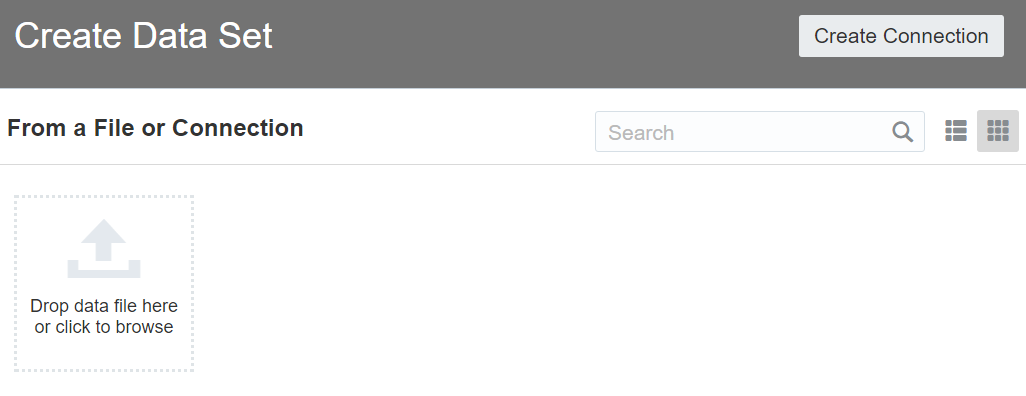 Create Data Set
Create Connection
From a File or Connection
Search
Drop data file here
or click to browse